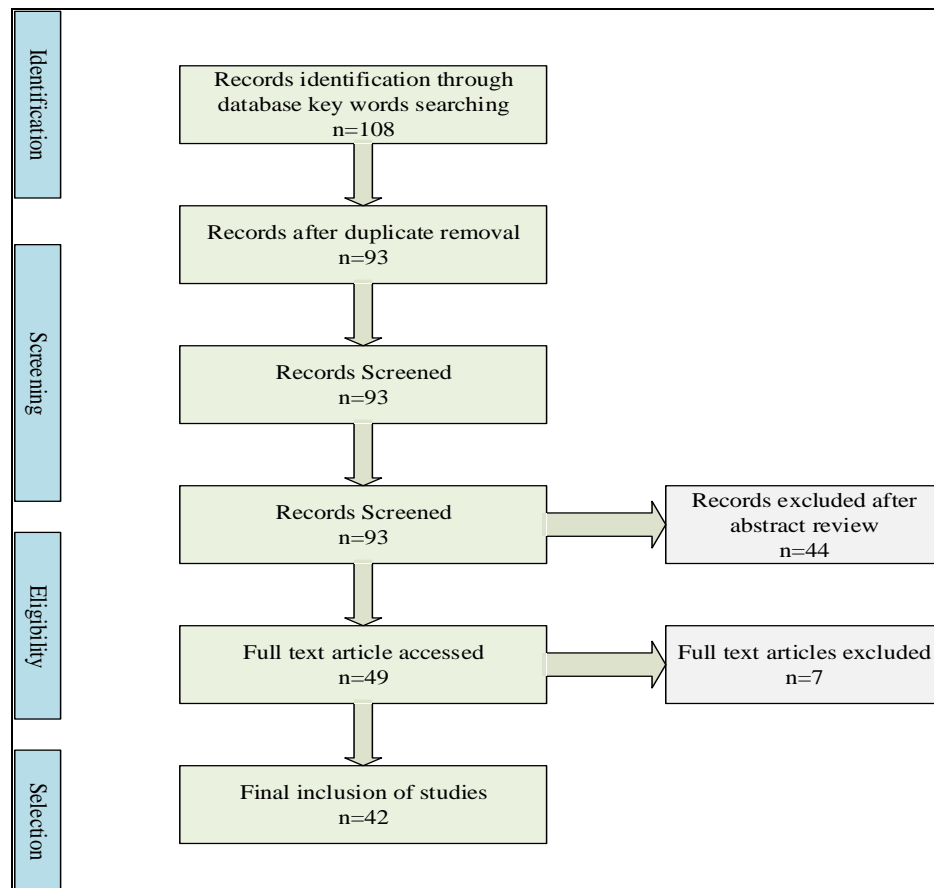 Identification
Records identification through
database key words searching
n=108
Records after duplicate removal
n=93
Screening
Records Screened
n=93
Records Screened
n=93
Records excluded after
abstract review
n=44
Eligibility
Full text article accessed
n=49
Full text articles excluded
n=7
Selection
Final inclusion of studies
n=42